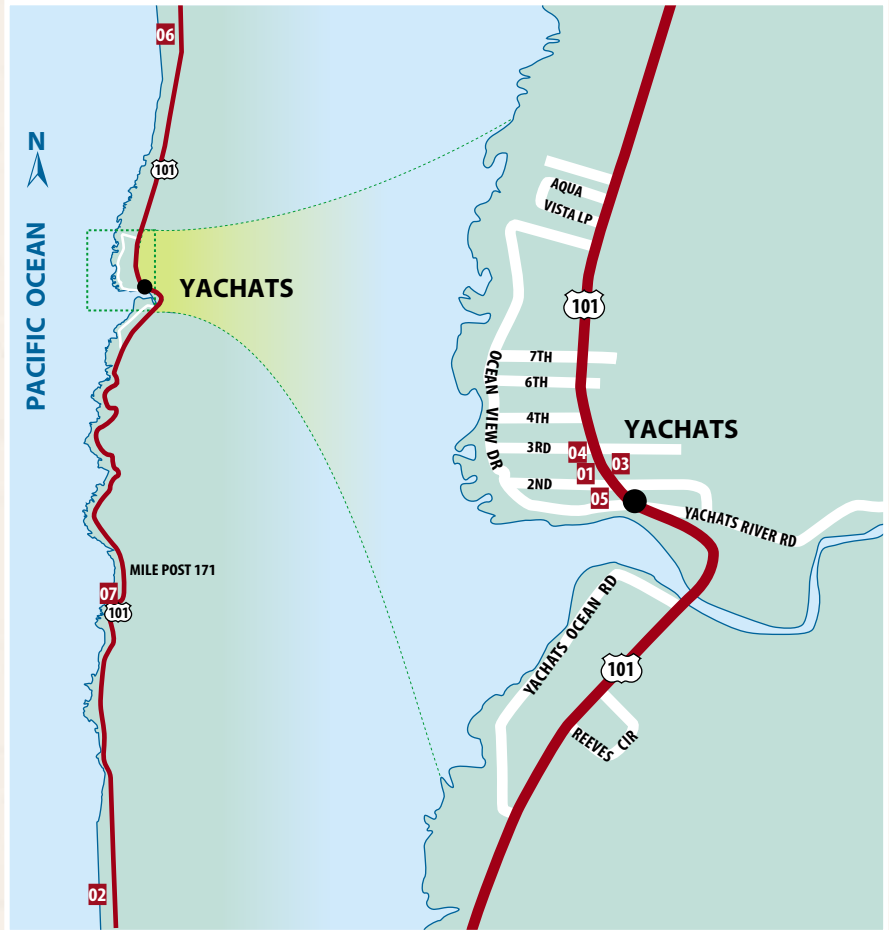 06
N
101
PACIFIC OCEAN
YACHATS
MILE POST 171
07
101
02
AQUA
VISTA LP
101
OCEAN VIEW DR
7TH
6TH
4TH
3RD
2ND
YACHATS
04
03
01
05
YACHATS RIVER RD
YACHATS OCEAN RD
101
REEVES CIR